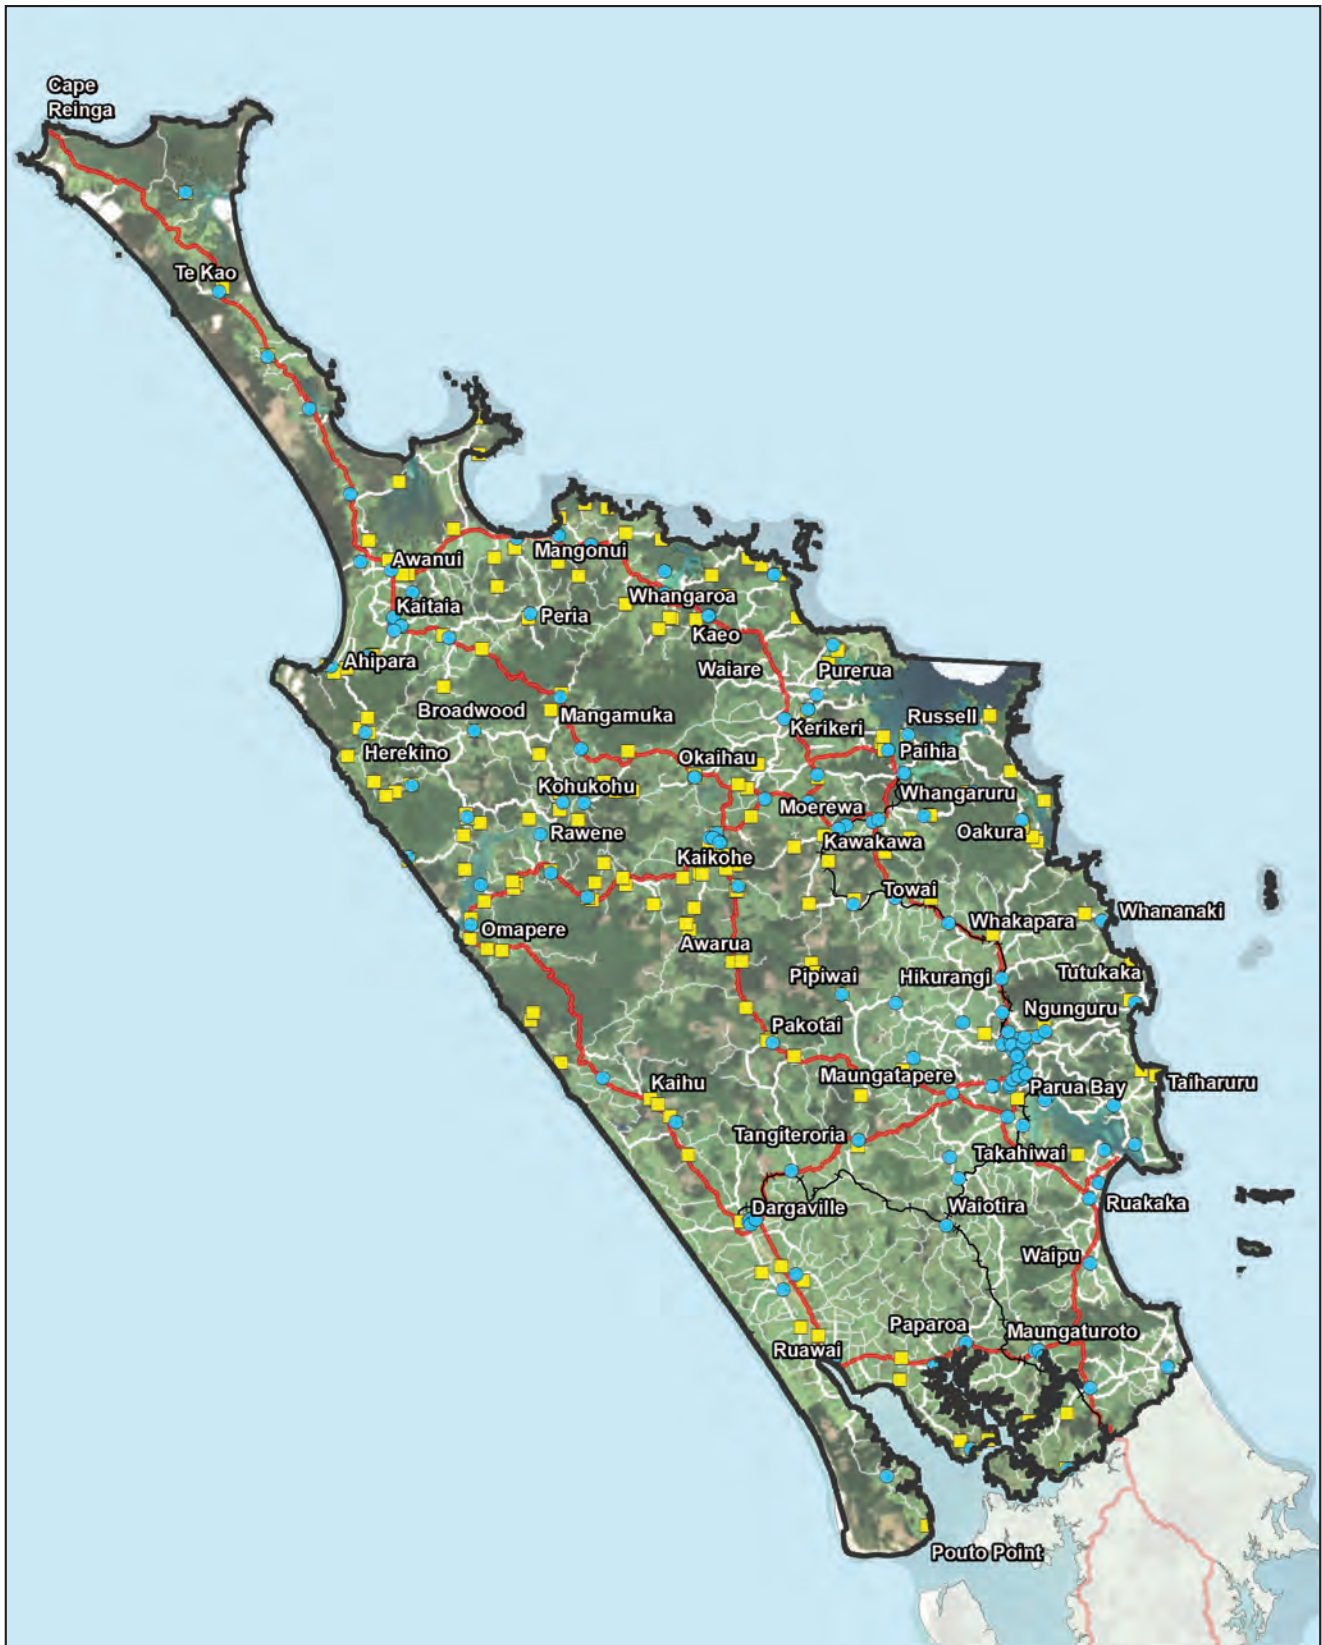 Cape
Reinga
Te Kao
Mangonui
Awanui
Whangaroa
Kaitaia
Peria
Kaeo
Ahipara
Waiare
Purerua
Broadwood
Mangamuka
Russell
Kerikeri
Herekino
Okaihau
Paihia
Kohukohu
Whangaruru
Moerewa
Rawene
Oakura
Kawakawa
Kaikohe
Towai
Whananaki
Whakapara
Omapere
Awarua
Pipiwai
Hikurangi
Tutukaka
Ngunguru
Pakotai
Maungatapere
Kaihu
Parua Bay
Taiharuru
Tangiteroria
Takahiwai
Dargaville
Waiotira
Ruakaka
Waipu
Paparoa
Maungaturoto
Ruawai
Pouto Point